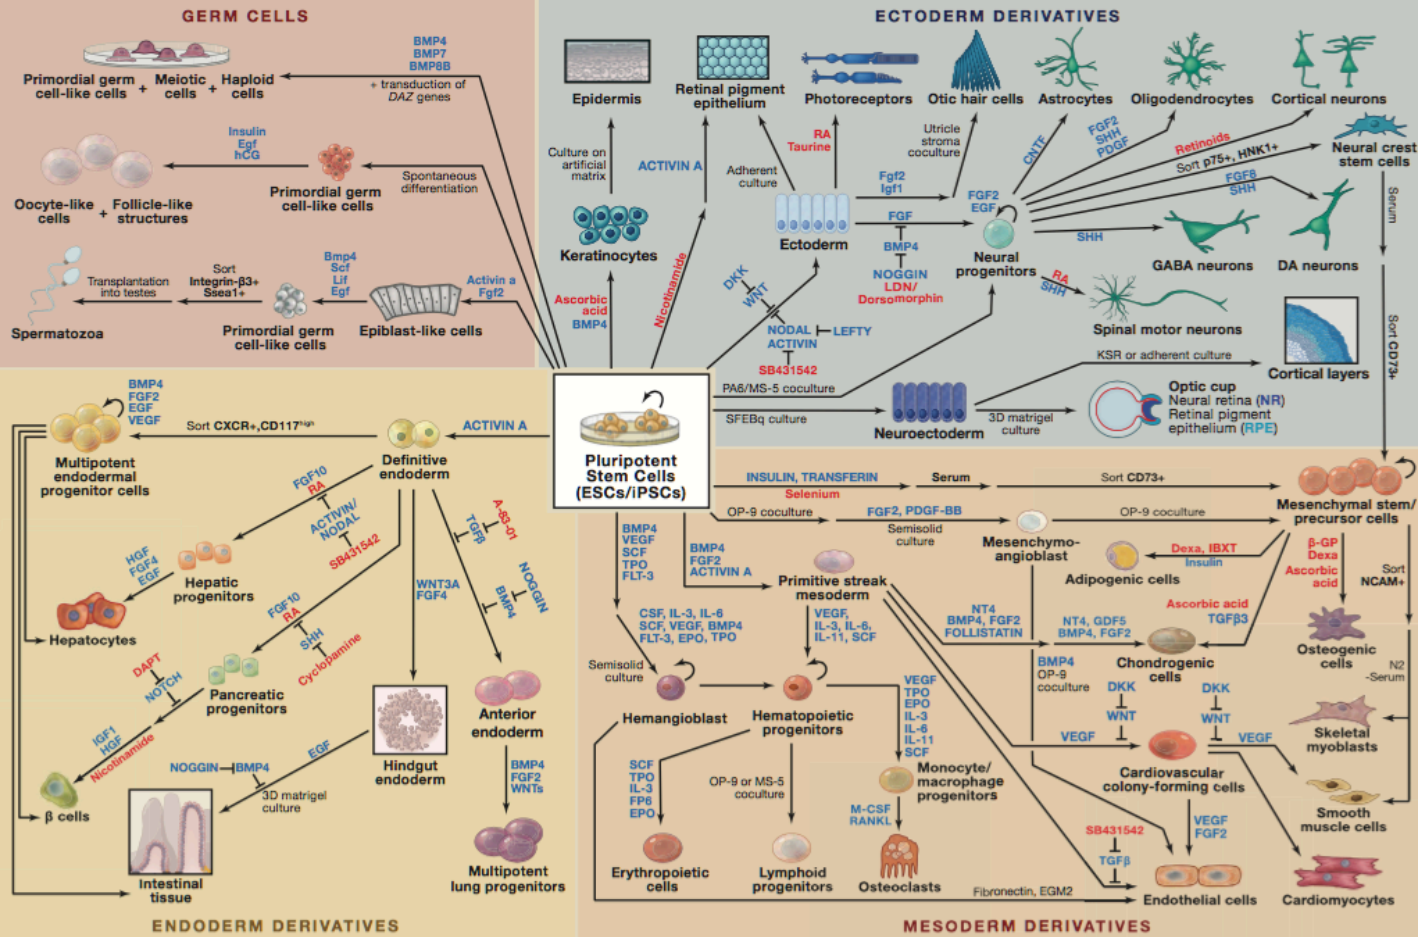 GERM CELLS
BMP4
BMP7
BMP8B
+ transduction of
DAZ genes
Primordial germ
cell-like cells
+
Meiotic
cells
+
Haploid
cells
Insulin
Egf
hCG
Spontaneous
differentiation
Primordial germ
cell-like cells
Oocyte-like
cells
+
Follicle-like
structures
Transplantation
into testes
Sort
Integrin-β3+
Ssea1+
Bmp4
Scf
Lif
Egf
Activin a
Fgf2
Spermatozoa
Primordial germ
cell-like cells
Epiblast-like cells
ECTODERM DERIVATIVES
Epidermis
Retinal pigment
epithelium
Photoreceptors
Otic hair cells
Astrocytes
Oligodendrocytes
Cortical neurons
Neural crest
stem cells
Culture on
artificial
matrix
ACTIVIN A
Adherent
culture
RA
Taurine
Utricle
stroma
coculture
CNTF
FGF2
SHH
PDGF
Retinoids
Sort p75+, HNK1+
FGF8
SHH
Serum
Keratinocytes
Ectoderm
Fgf2
Igf1
FGF
BMP4
NOGGIN
LDN/
Dorsomorphin
FGF2
EGF
Neural
progenitors
SHH
GABA neurons
DA neurons
RA
SHH
Spinal motor neurons
Ascorbic
acid
BMP4
Nicotinamide
DKK
WNT
NODAL
ACTIVIN
LEFTY
SB431542
PA6/MS-5 coculture
SFEBq culture
Neuroectoderm
KSR or adherent culture
3D matrigel
culture
Cortical layers
Optic cup
Neural retina (NR)
Retinal pigment
epithelium (RPE)
Sort CD73+
Pluripotent
Stem Cells
(ESCs/iPSCs)
BMP4
FGF2
EGF
VEGF
Sort CXCR+,CD117high
ACTIVIN A
Multipotent
endodermal
progenitor cells
Definitive
endoderm
FGF10
RA
ACTIVIN/
NODAL
SB431542
TGFβ
A-83-01
HGF
FGF4
EGF
Hepatic
progenitors
Hepatocytes
WNT3A
FGF4
BMP4
NOGGIN
FGF10
RA
SHH
Cyclopamine
DAPT
NOTCH
Pancreatic
progenitors
IGF1
HGF
Nicotinamide
β cells
NOGGIN
BMP4
EGF
3D matrigel
culture
Hindgut
endoderm
Anterior
endoderm
BMP4
FGF2
WNTs
Intestinal
tissue
Multipotent
lung progenitors
ENDODERM DERIVATIVES
INSULIN, TRANSFERIN
Selenium
Serum
Sort CD73+
Mesenchymal stem/
precursor cells
OP-9 coculture
FGF2, PDGF-BB
Semisolid
culture
Mesenchymo-
angioblast
OP-9 coculture
BMP4
VEGF
SCF
TPO
FLT-3
BMP4
FGF2
ACTIVIN A
Primitive streak
mesoderm
Adipogenic cells
Dexa, IBXT
Insulin
β-GP
Dexa
Ascorbic
acid
Sort
NCAM+
CSF, IL-3, IL-6
SCF, VEGF, BMP4
FLT-3, EPO, TPO
VEGF,
IL-3, IL-6,
IL-11, SCF
NT4
BMP4, FGF2
FOLLISTATIN
NT4, GDF5
BMP4, FGF2
Ascorbic acid
TGFβ3
Chondrogenic
cells
Osteogenic
cells
N2
-Serum
Semisolid
culture
Hemangioblast
Hematopoietic
progenitors
VEGF
TPO
EPO
IL-3
IL-6
IL-11
SCF
BMP4
OP-9
coculture
DKK
WNT
DKK
WNT
VEGF
VEGF
Skeletal
myoblasts
Cardiovascular
colony-forming cells
Smooth
muscle cells
SCF
TPO
IL-3
FP6
EPO
OP-9 or MS-5
coculture
Monocyte/
macrophage
progenitors
M-CSF
RANKL
SB431542
TGFβ
VEGF
FGF2
Erythropoietic
cells
Lymphoid
progenitors
Osteoclasts
Fibronectin, EGM2
Endothelial cells
Cardiomyocytes
MESODERM DERIVATIVES